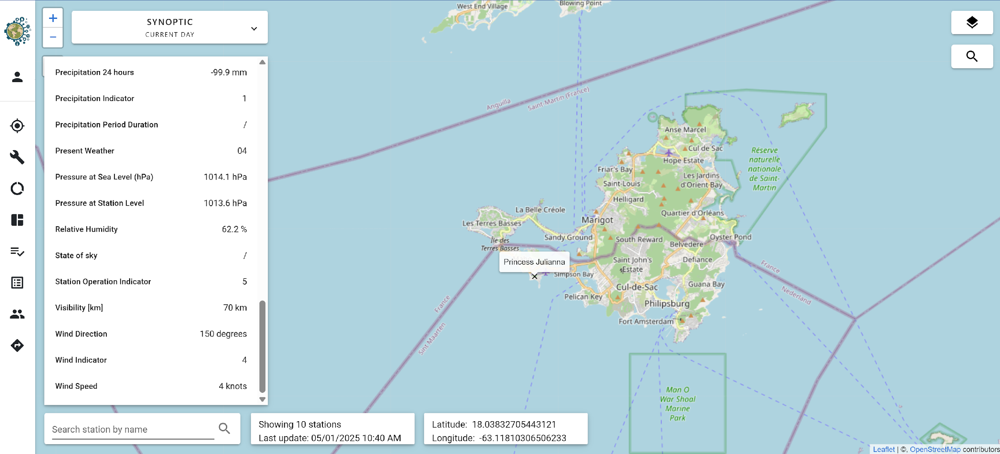 +
−
SYNOPTIC
CURRENT DAY
Precipitation 24 hours -99.9 mm
Precipitation Indicator 1
Precipitation Period Duration /
Present Weather 04
Pressure at Sea Level (hPa) 1014.1 hPa
Pressure at Station Level 1013.6 hPa
Relative Humidity 62.2 %
State of sky /
Station Operation Indicator 5
Visibility [km] 70 km
Wind Direction 150 degrees
Wind Indicator 4
Wind Speed 4 knots
Search station by name
Showing 10 stations
Last update: 05/01/2025 10:40 AM
Latitude: 18.03832705443121
Longitude: -63.11810306506233
West End Village
Blowing Point
Anguilla
Saint-Martin (France)
Anse Marcel
Cul de Sac
Hope Estate
Réserve
naturelle
nationale
de Saint-
Martin
Friar's Bay
Les Jardins
d'Orient Bay
Saint-Louis
Helligard
La Belle Créole
Quartier d'Orléans
Marigot
Les Terres Basses
Sandy Ground
Île des
Terres Basses
South Reward
Belvedere
Oyster Pond
Princess Julianna
Saint John's
Estate
Defiance
Simpson Bay
France
Nederland
Cul-de-Sac
Guana Bay
Pelican Key
Philipsburg
France
Sint Maarten
Fort Amsterdam
Man O
War Shoal
Marine
Park
Leaflet | ©, OpenStreetMap contributors